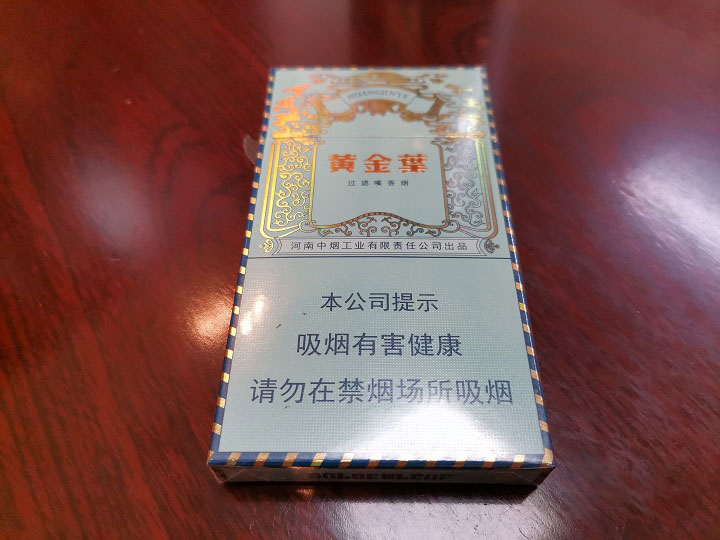 HUANGJINYE
黄金葉
过滤嘴香烟
河南中烟工业有限责任公司出品
本公司提示
吸烟有害健康
请勿在禁烟场所吸烟